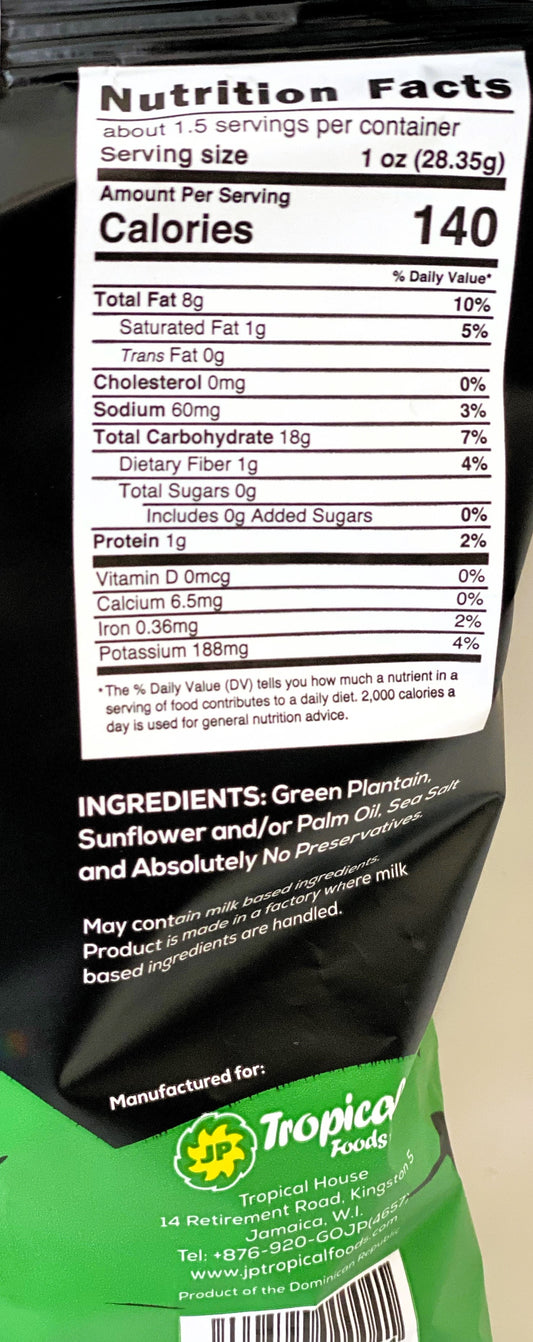 Nutrition Facts
about 1.5 servings per container
Serving size 1 oz (28.35g)
Amount Per Serving
Calories 140
% Daily Value*
Total Fat 8g 10%
Saturated Fat 1g 5%
Trans Fat 0g
Cholesterol 0mg 0%
Sodium 60mg 3%
Total Carbohydrate 18g 7%
Dietary Fiber 1g 4%
Total Sugars 0g
Includes 0g Added Sugars 0%
Protein 1g 2%
Vitamin D 0mcg 0%
Calcium 6.5mg 0%
Iron 0.36mg 2%
Potassium 188mg 4%
*The % Daily Value (DV) tells you how much a nutrient in a
serving of food contributes to a daily diet. 2,000 calories a
day is used for general nutrition advice.
INGREDIENTS: Green Plantain,
Sunflower and/or Palm Oil, Sea Salt
and Absolutely No Preservatives.
May contain milk based ingredients.
Product is made in a factory where milk
based ingredients are handled.
Manufactured for:
JP Tropical
Foods
Tropical House
14 Retirement Road, Kingston 5
Jamaica, W.I.
Tel: +876-920-GOJP(4657)
www.jptropicalfoods.com
Product of the Dominican Republic